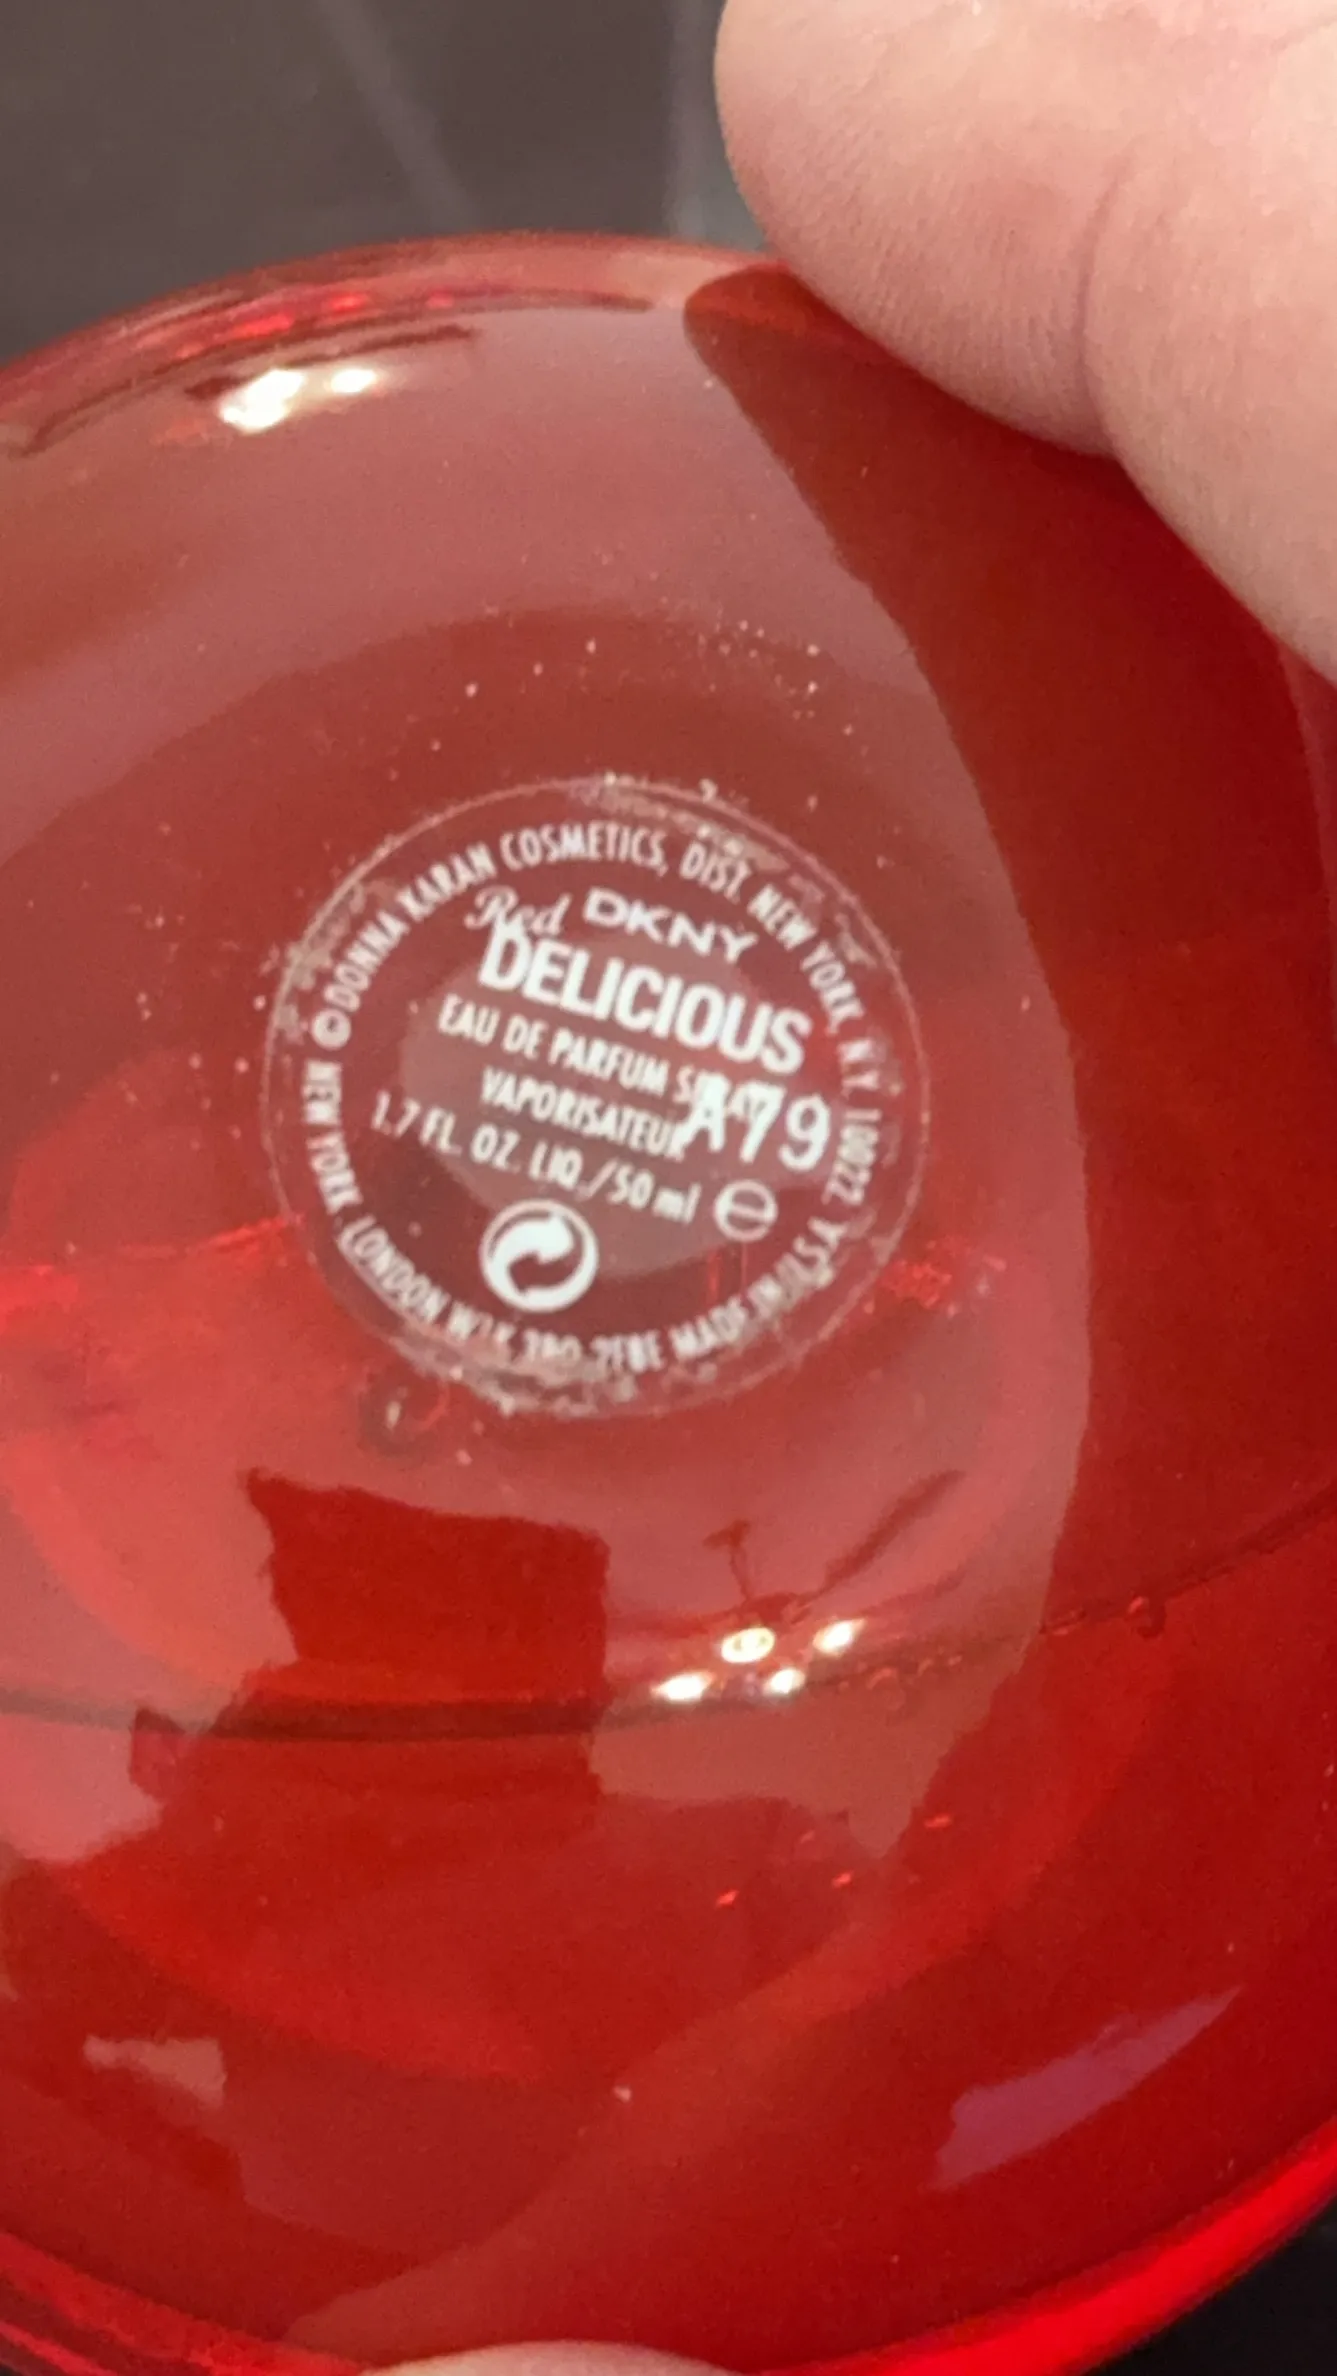 © DONNA KARAN COSMETICS, DIST. NEW YORK, N.Y. 10022.
NEW YORK LONDON MADE IN U.S.A.
Red DKNY
DELICIOUS
EAU DE PARFUM
VAPORISATEUR
A79
1.7 FL. OZ. LIQ./50 ml ℮